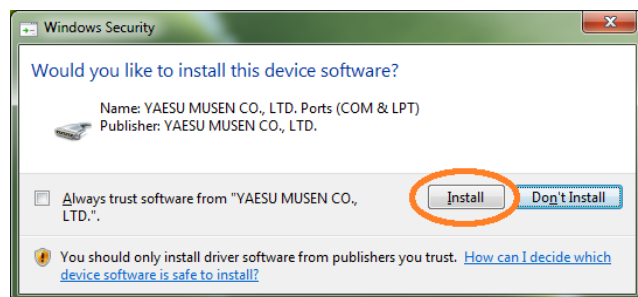 Windows Security
Would you like to install this device software?
Name: YAESU MUSEN CO., LTD. Ports (COM & LPT)
Publisher: YAESU MUSEN CO., LTD.
Always trust software from "YAESU MUSEN CO.,
LTD.".
Install
Don't Install
You should only install driver software from publishers you trust. How can I decide which
device software is safe to install?